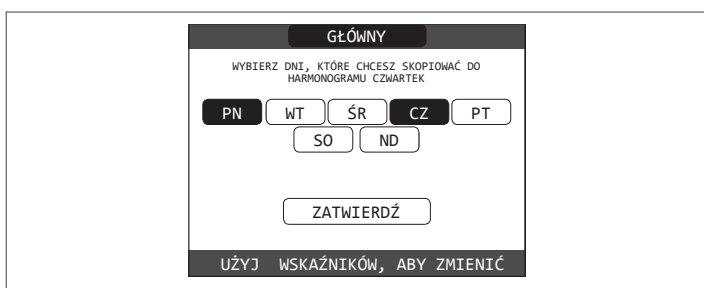 GŁÓWNY
WYBIERZ DNI, KTÓRE CHCESZ SKOPIOWAĆ DO
HARMONOGRAMU CZWARTEK
PN WT ŚR CZ PT
SO ND
ZATWIERDŹ
UŻYJ WSKAŹNIKÓW, ABY ZMIENIĆ